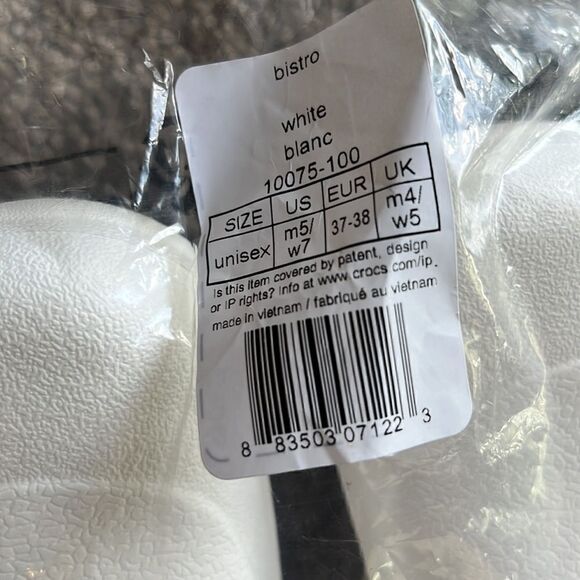 bistro
white
blanc
10075-100
SIZE US EUR UK
unisex m5/ w7 37-38 m4/ w5
Is this item covered by patent, design
or IP rights? Info at www.crocs.com/ip.
made in vietnam / fabriqué au vietnam
8 83503 07122 3